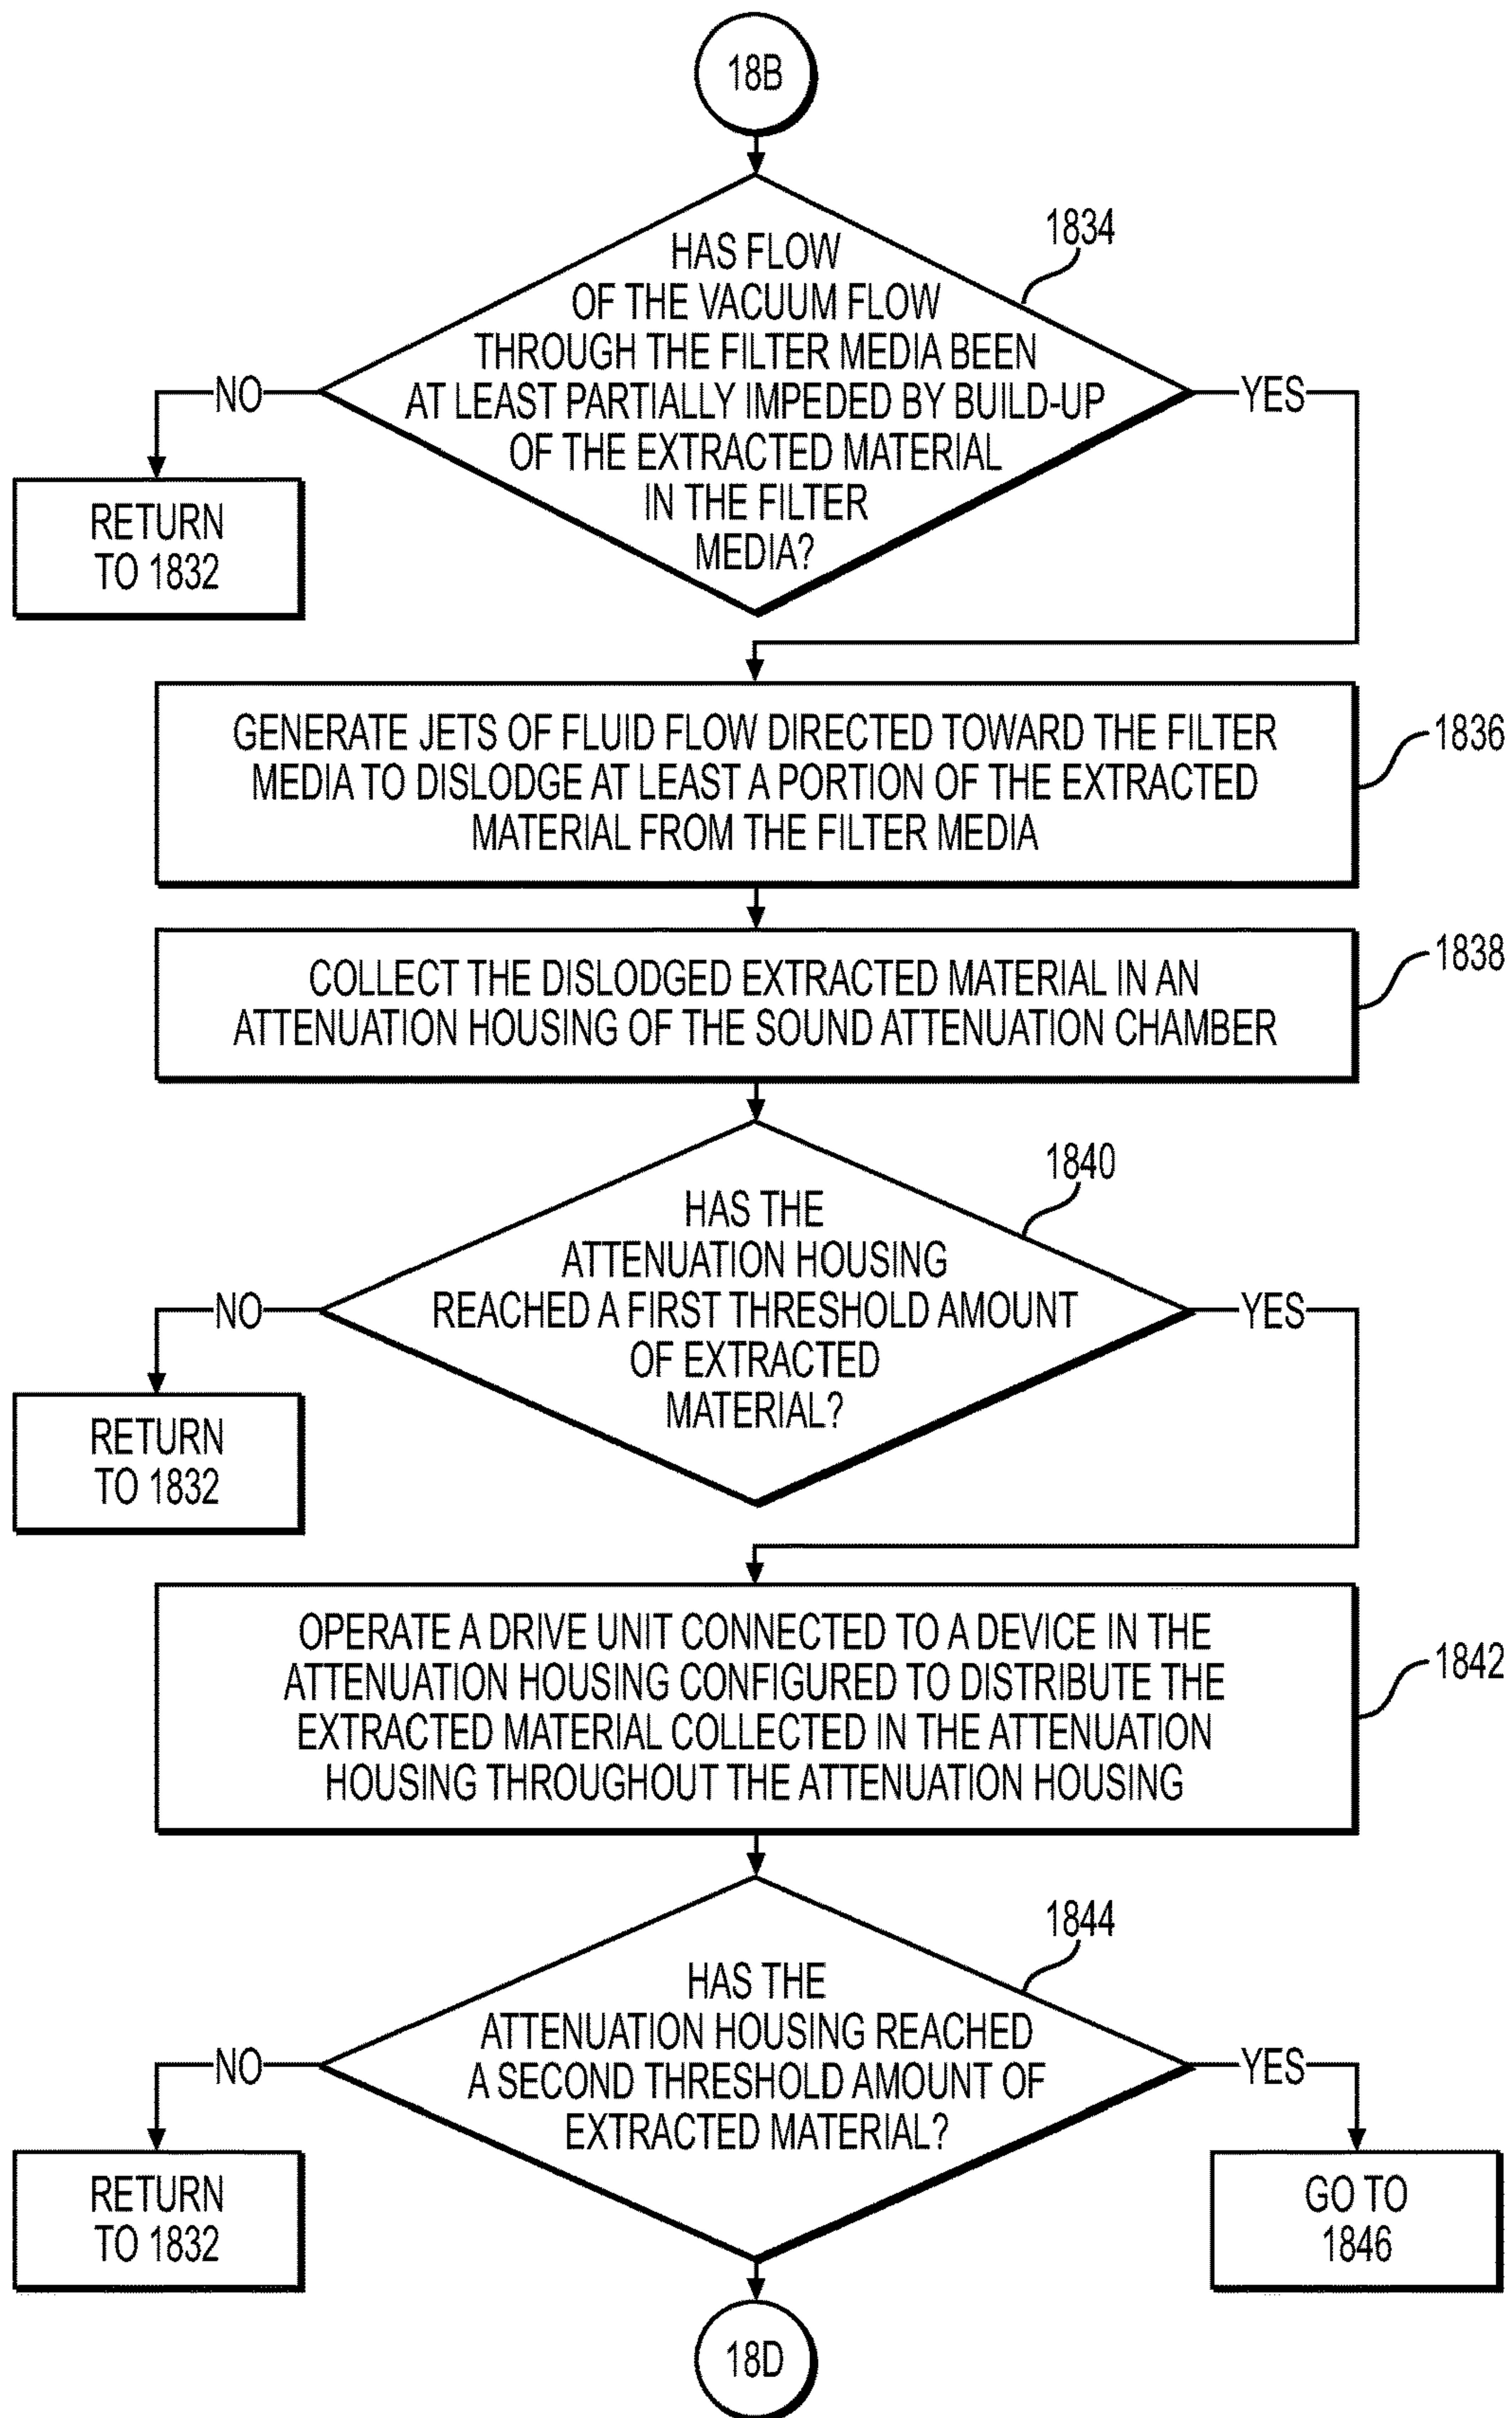 18B
1834
HAS FLOW
OF THE VACUUM FLOW
THROUGH THE FILTER MEDIA BEEN
AT LEAST PARTIALLY IMPEDED BY BUILD-UP
OF THE EXTRACTED MATERIAL
IN THE FILTER
MEDIA?
NO
YES
RETURN
TO 1832
GENERATE JETS OF FLUID FLOW DIRECTED TOWARD THE FILTER
MEDIA TO DISLODGE AT LEAST A PORTION OF THE EXTRACTED
MATERIAL FROM THE FILTER MEDIA
1836
COLLECT THE DISLODGED EXTRACTED MATERIAL IN AN
ATTENUATION HOUSING OF THE SOUND ATTENUATION CHAMBER
1838
1840
HAS THE
ATTENUATION HOUSING
REACHED A FIRST THRESHOLD AMOUNT
OF EXTRACTED
MATERIAL?
NO
YES
RETURN
TO 1832
OPERATE A DRIVE UNIT CONNECTED TO A DEVICE IN THE
ATTENUATION HOUSING CONFIGURED TO DISTRIBUTE THE
EXTRACTED MATERIAL COLLECTED IN THE ATTENUATION
HOUSING THROUGHOUT THE ATTENUATION HOUSING
1842
1844
HAS THE
ATTENUATION HOUSING REACHED
A SECOND THRESHOLD AMOUNT OF
EXTRACTED MATERIAL?
NO
YES
RETURN
TO 1832
GO TO
1846
18D